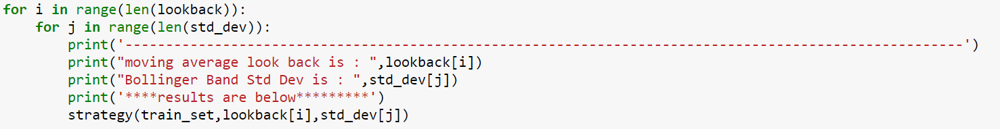 for i in range(len(lookback)):
    for j in range(len(std_dev)):
        print('--------------------------------------------------------------------------------------------------------')
        print("moving average look back is : ",lookback[i])
        print("Bollinger Band Std Dev is : ",std_dev[j])
        print('****results are below*********')
        strategy(train_set,lookback[i],std_dev[j])